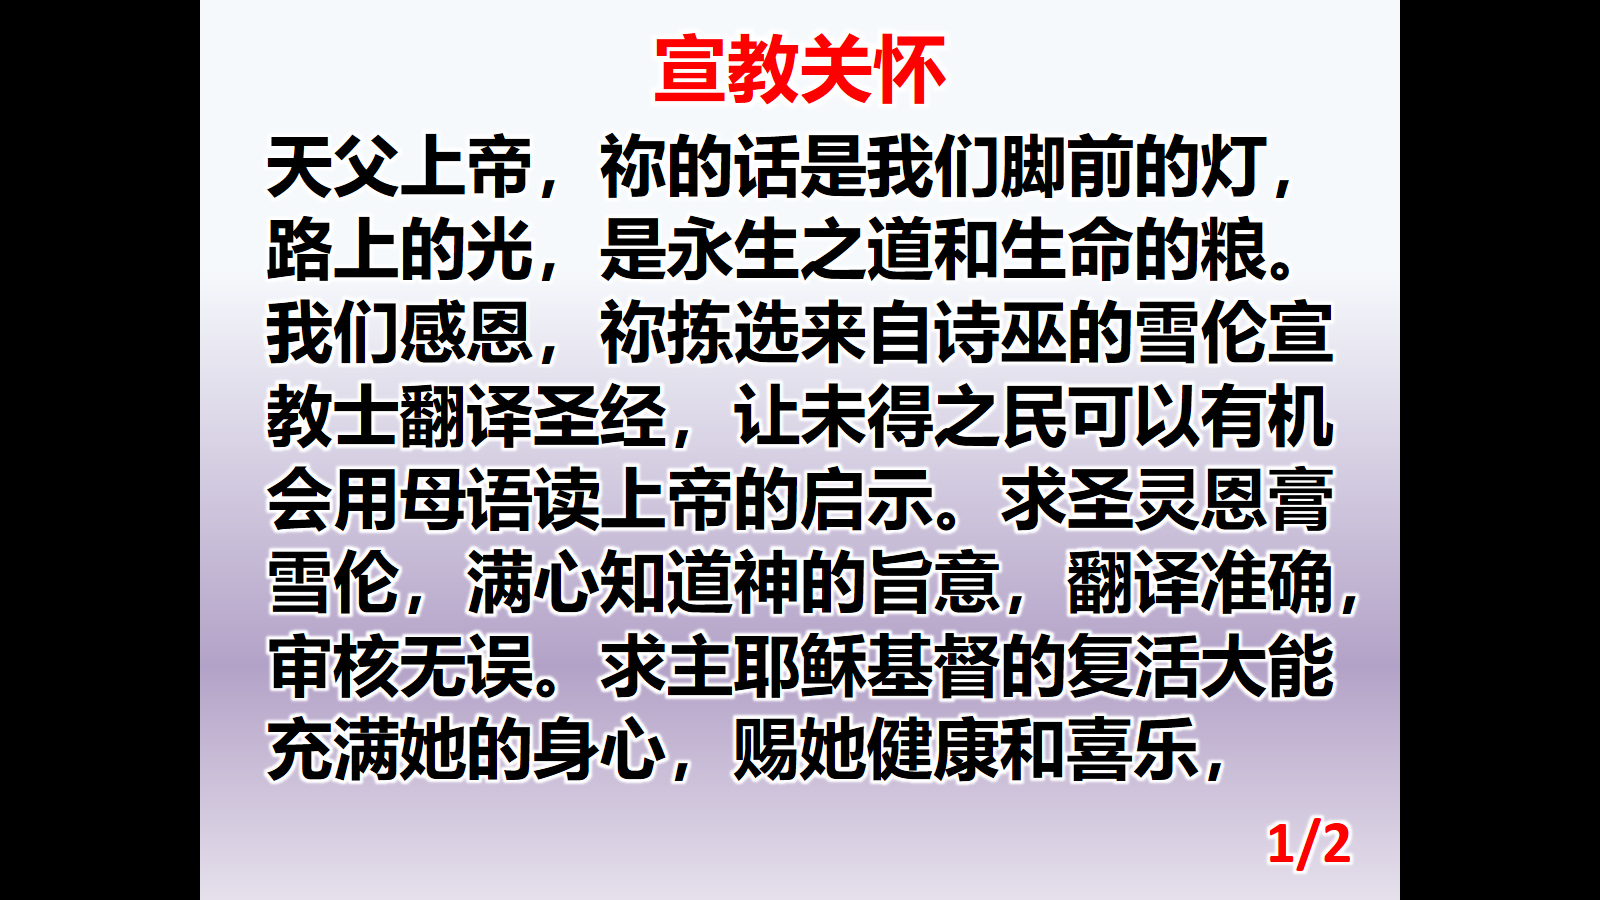 宣教关怀
天父上帝，祢的话是我们脚前的灯，
路上的光，是永生之道和生命的粮。
我们感恩，祢拣选来自诗巫的雪伦宣
教士翻译圣经，让未得之民可以有机
会用母语读上帝的启示。求圣灵恩膏
雪伦，满心知道神的旨意，翻译准确，
审核无误。求主耶稣基督的复活大能
充满她的身心，赐她健康和喜乐，
1/2